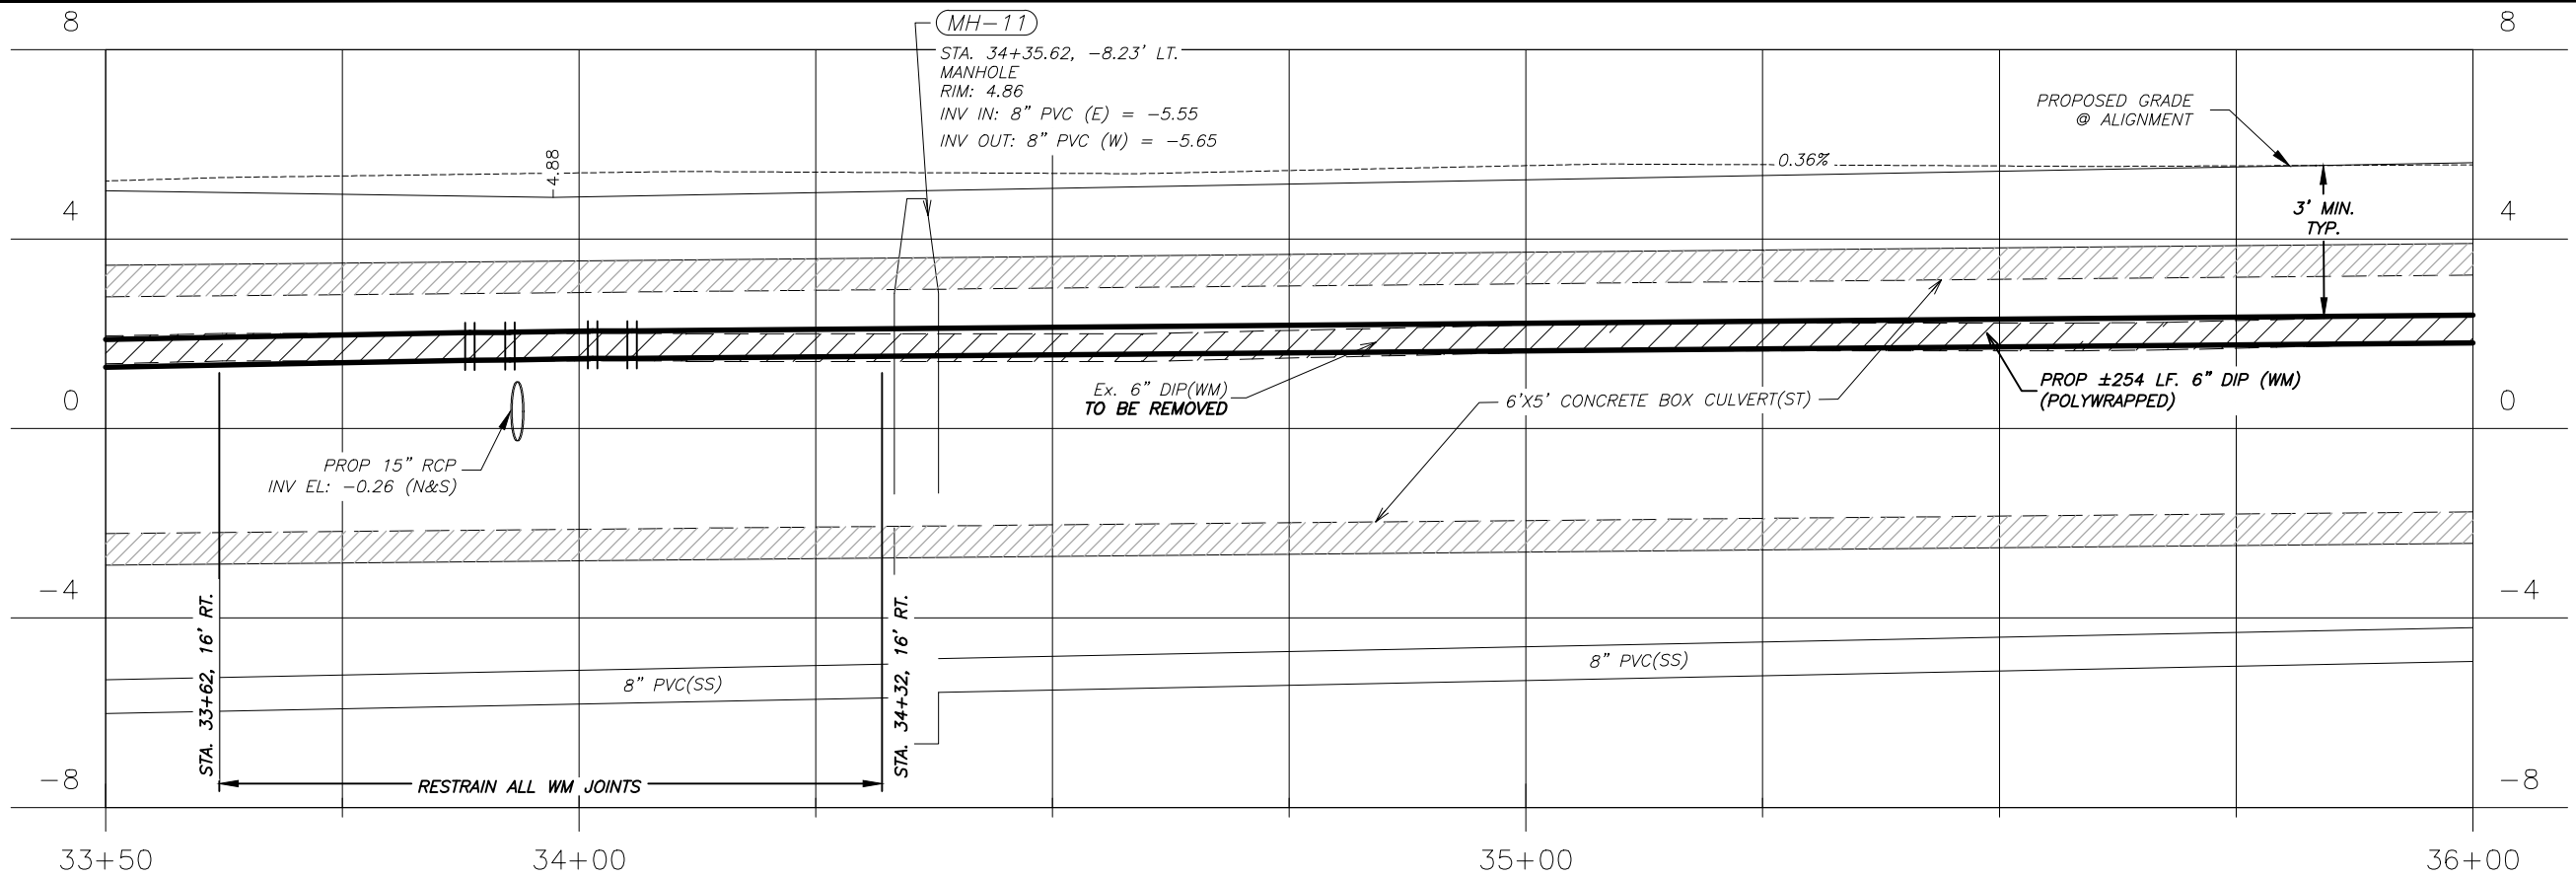 8
8
MH-11
STA. 34+35.62, -8.23' LT.
MANHOLE
RIM: 4.86
INV IN: 8" PVC (E) = -5.55
INV OUT: 8" PVC (W) = -5.65
PROPOSED GRADE
@ ALIGNMENT
4.88
0.36%
4
4
3' MIN.
TYP.
0
0
Ex. 6" DIP(WM)
TO BE REMOVED
6'X5' CONCRETE BOX CULVERT(ST)
PROP ±254 LF. 6" DIP (WM)
(POLYWRAPPED)
PROP 15" RCP
INV EL: -0.26 (N&S)
-4
-4
STA. 33+62, 16' RT.
STA. 34+32, 16' RT.
8" PVC(SS)
8" PVC(SS)
-8
-8
RESTRAIN ALL WM JOINTS
33+50
34+00
35+00
36+00